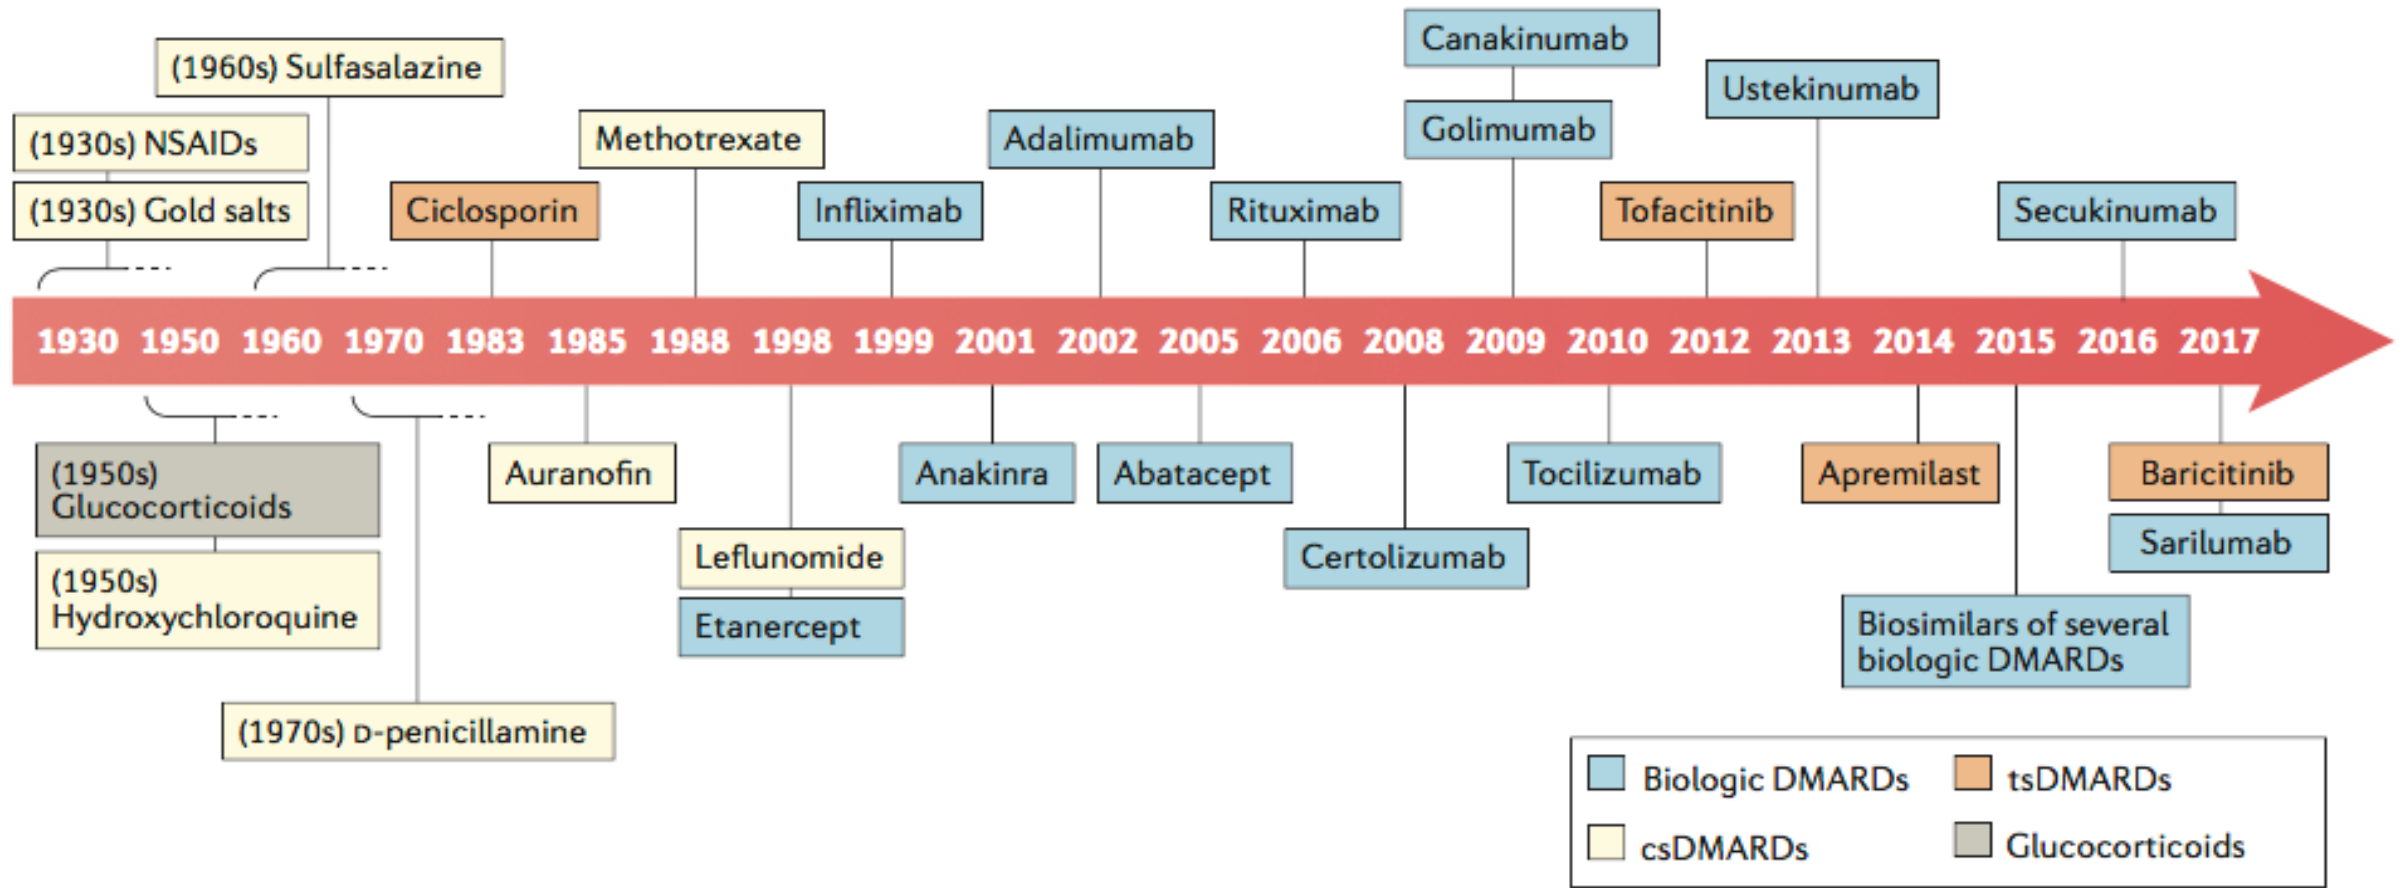 (1960s) Sulfasalazine
(1930s) NSAIDs
(1930s) Gold salts
Ciclosporin
Methotrexate
Infliximab
Adalimumab
Rituximab
Canakinumab
Golimumab
Tofacitinib
Ustekinumab
Secukinumab
1930 1950 1960 1970 1983 1985 1988 1998 1999 2001 2002 2005 2006 2008 2009 2010 2012 2013 2014 2015 2016 2017
(1950s)
Glucocorticoids
(1950s)
Hydroxychloroquine
(1970s) D-penicillamine
Auranofin
Leflunomide
Etanercept
Anakinra
Abatacept
Certolizumab
Tocilizumab
Apremilast
Biosimilars of several
biologic DMARDs
Baricitinib
Sarilumab
Biologic DMARDs
tsDMARDs
csDMARDs
Glucocorticoids